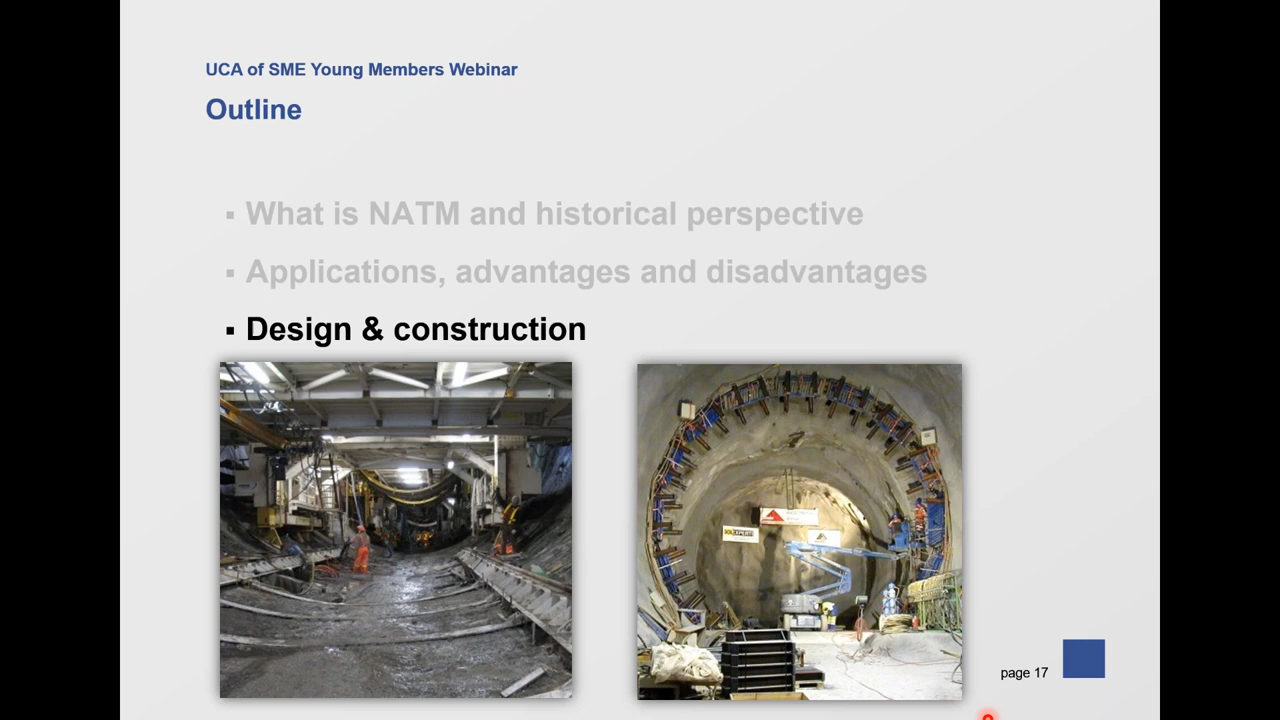 UCA of SME Young Members Webinar
Outline
▪ What is NATM and historical perspective
▪ Applications, advantages and disadvantages
▪ Design & construction
page 17